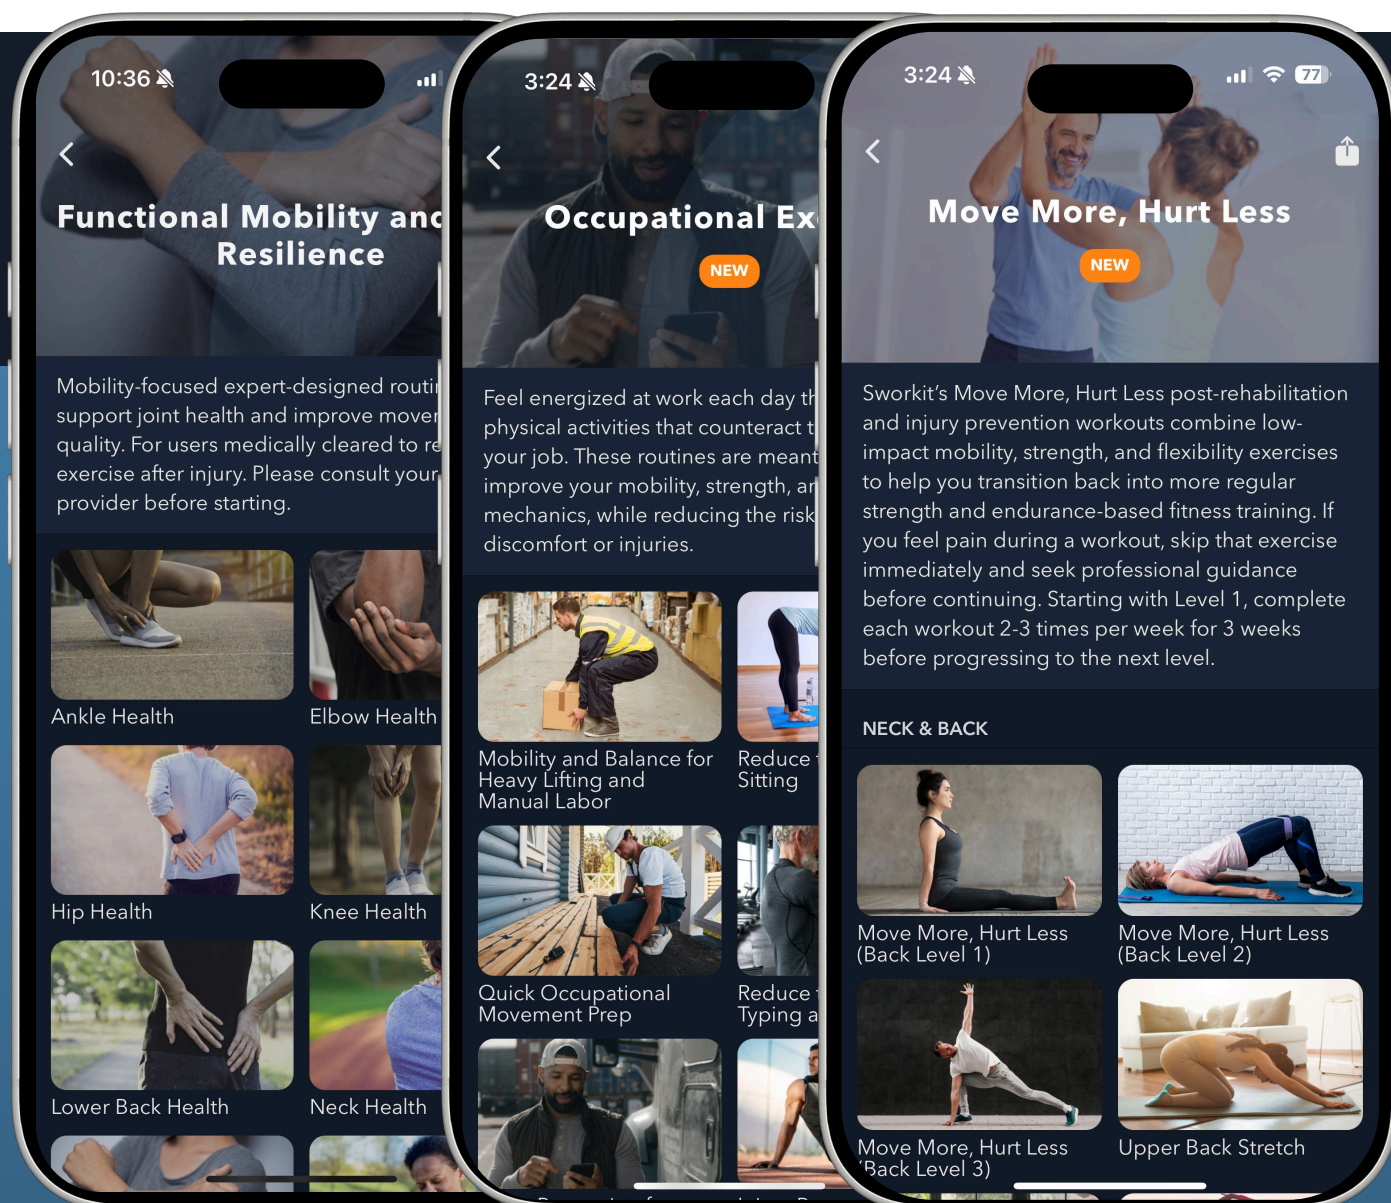 10:36
Functional Mobility and
Resilience
Mobility-focused expert-designed
support joint health and improve
quality. For users medically cleared to
exercise after injury. Please consult your
provider before starting.
Ankle Health
Elbow Health
Hip Health
Knee Health
Lower Back Health
Neck Health
3:24
Occupational
NEW
Feel energized at work each day
physical activities that counteract
your job. These routines are meant
improve your mobility, strength,
mechanics, while reducing the risk
discomfort or injuries.
Mobility and Balance for
Heavy Lifting and
Manual Labor
Reduce
Sitting
Quick Occupational
Movement Prep
Reduce
Typing
3:24
77
Move More, Hurt Less
NEW
Sworkit’s Move More, Hurt Less post-rehabilitation
and injury prevention workouts combine low-
impact mobility, strength, and flexibility exercises
to help you transition back into more regular
strength and endurance-based fitness training. If
you feel pain during a workout, skip that exercise
immediately and seek professional guidance
before continuing. Starting with Level 1, complete
each workout 2-3 times per week for 3 weeks
before progressing to the next level.
NECK & BACK
Move More, Hurt Less
(Back Level 1)
Move More, Hurt Less
(Back Level 2)
Move More, Hurt Less
(Back Level 3)
Upper Back Stretch